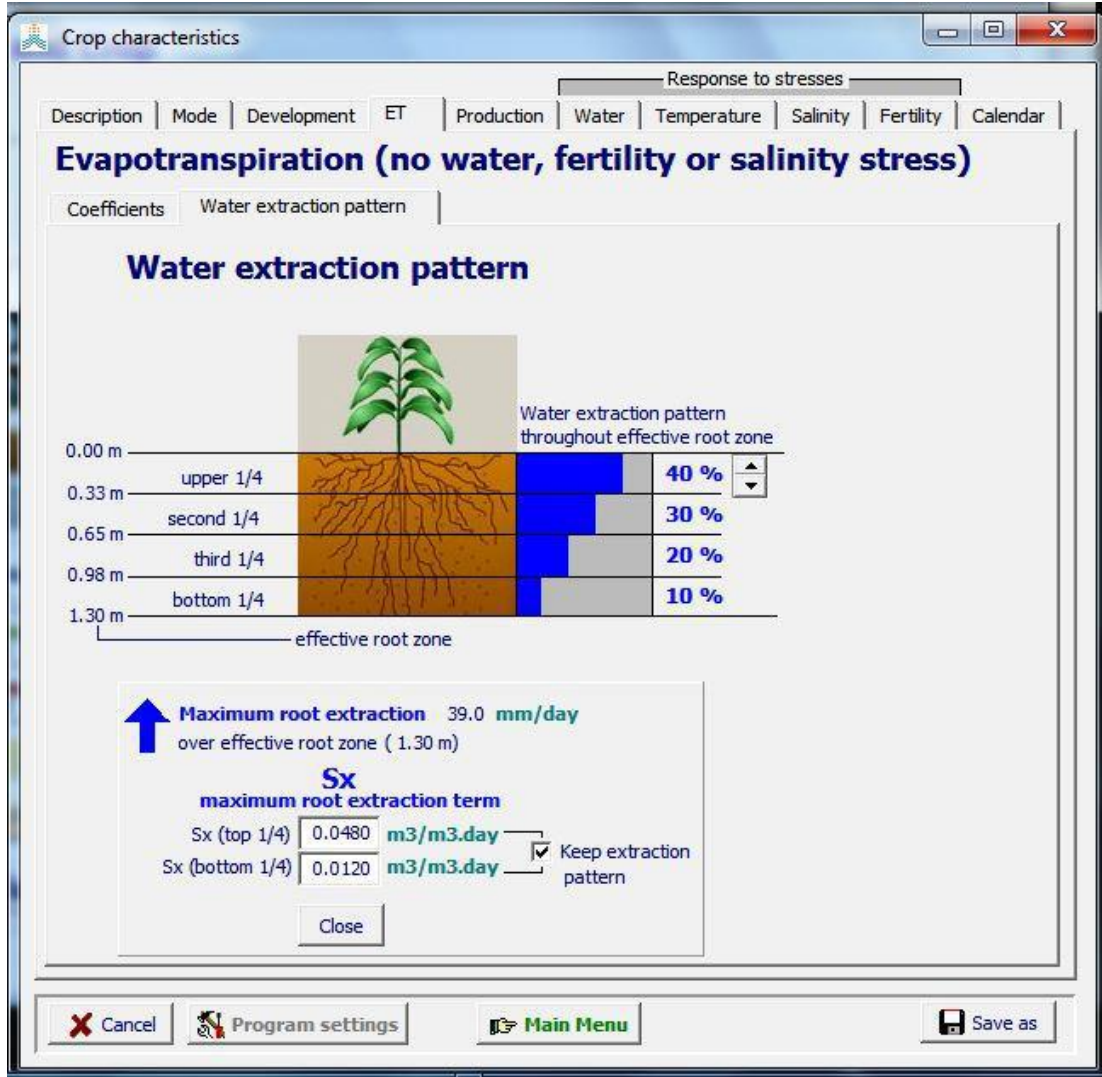 Crop characteristics
Response to stresses
Description Mode Development ET Production Water Temperature Salinity Fertility Calendar
Evapotranspiration (no water, fertility or salinity stress)
Coefficients Water extraction pattern
Water extraction pattern
Water extraction pattern
throughout effective root zone
0.00 m
upper 1/4 40 %
0.33 m
second 1/4 30 %
0.65 m
third 1/4 20 %
0.98 m
bottom 1/4 10 %
1.30 m
effective root zone
Maximum root extraction 39.0 mm/day
over effective root zone ( 1.30 m)
Sx
maximum root extraction term
Sx (top 1/4) 0.0480 m3/m3.day
Sx (bottom 1/4) 0.0120 m3/m3.day
Keep extraction
pattern
Close
Cancel Program settings Main Menu Save as